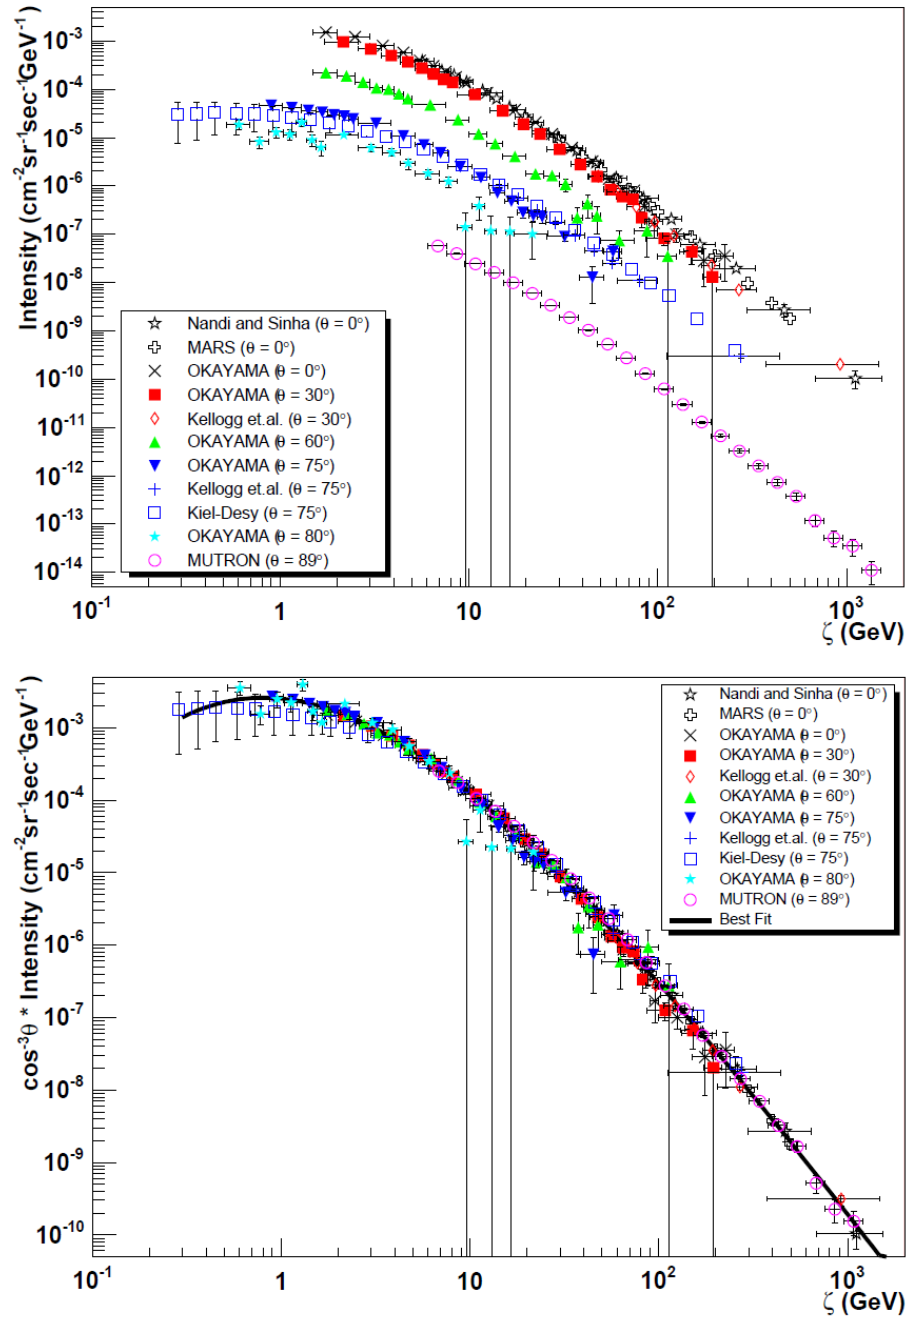 Intensity (cm⁻²sr⁻¹sec⁻¹GeV⁻¹)
10⁻³
10⁻⁴
10⁻⁵
10⁻⁶
10⁻⁷
10⁻⁸
10⁻⁹
10⁻¹⁰
10⁻¹¹
10⁻¹²
10⁻¹³
10⁻¹⁴
Nandi and Sinha (θ = 0°)
MARS (θ = 0°)
OKAYAMA (θ = 0°)
OKAYAMA (θ = 30°)
Kellogg et.al. (θ = 30°)
OKAYAMA (θ = 60°)
OKAYAMA (θ = 75°)
Kellogg et.al. (θ = 75°)
Kiel-Desy (θ = 75°)
OKAYAMA (θ = 80°)
MUTRON (θ = 89°)
10⁻¹ 1 10 10² 10³
ζ (GeV)
cos⁻³θ * Intensity (cm⁻²sr⁻¹sec⁻¹GeV⁻¹)
10⁻³
10⁻⁴
10⁻⁵
10⁻⁶
10⁻⁷
10⁻⁸
10⁻⁹
10⁻¹⁰
Nandi and Sinha (θ = 0°)
MARS (θ = 0°)
OKAYAMA (θ = 0°)
OKAYAMA (θ = 30°)
Kellogg et.al. (θ = 30°)
OKAYAMA (θ = 60°)
OKAYAMA (θ = 75°)
Kellogg et.al. (θ = 75°)
Kiel-Desy (θ = 75°)
OKAYAMA (θ = 80°)
MUTRON (θ = 89°)
Best Fit
10⁻¹ 1 10 10² 10³
ζ (GeV)